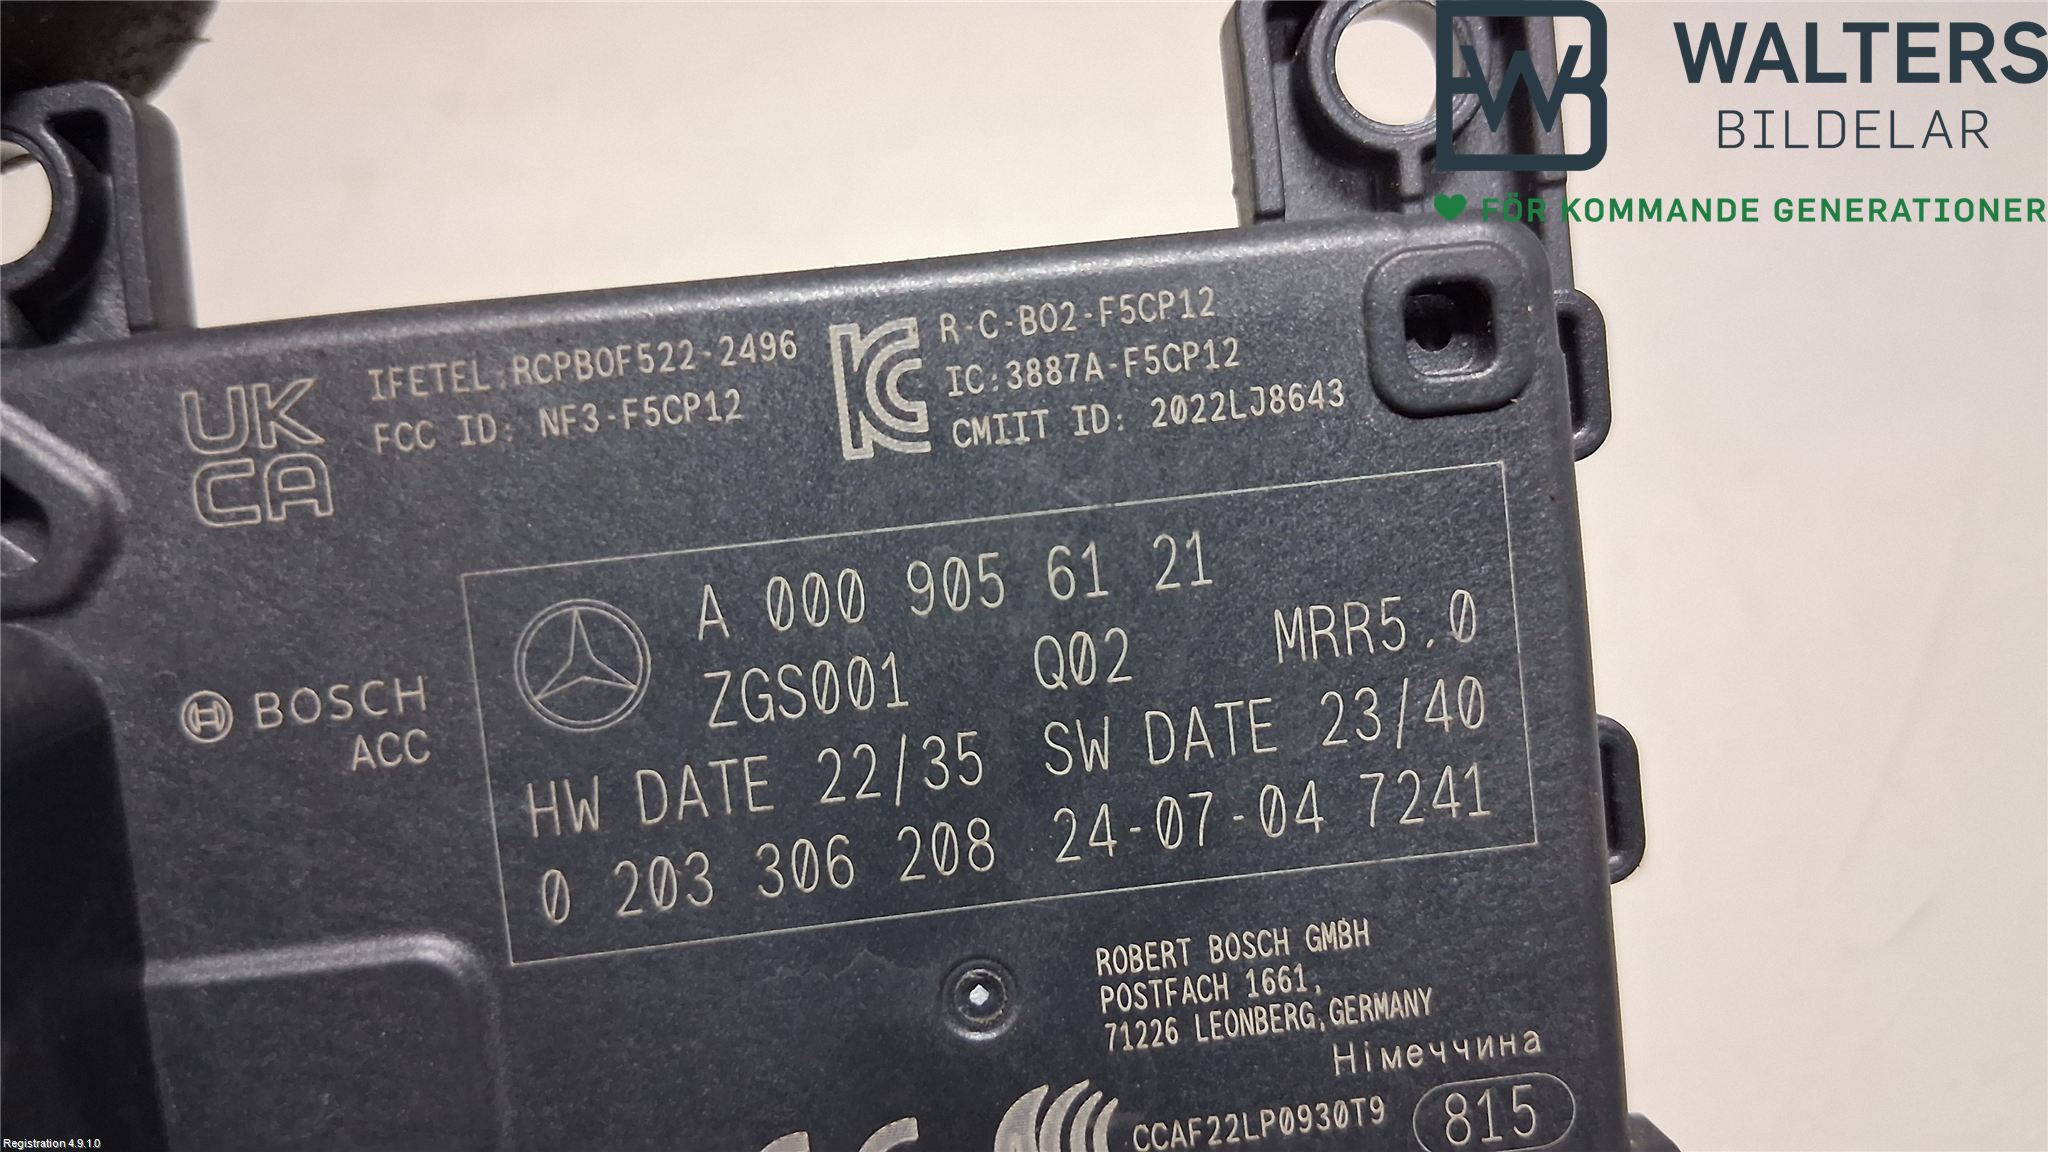 WALTERS
BILDELAR
FÖR KOMMANDE GENERATIONER
UK
CA
IFETEL:RCPBOF522-2496
FCC ID: NF3-F5CP12
R-C-BO2-F5CP12
IC:3887A-F5CP12
CMIIT ID: 2022LJ8643
BOSCH
ACC
A 000 905 61 21
ZGS001 Q02 MRR5.0
HW DATE 22/35 SW DATE 23/40
0 203 306 208 24-07-04 7241
ROBERT BOSCH GMBH
POSTFACH 1661,
71226 LEONBERG,GERMANY
Німеччина
CCAF22LP0930T9
815
Registration 4.9.1.0